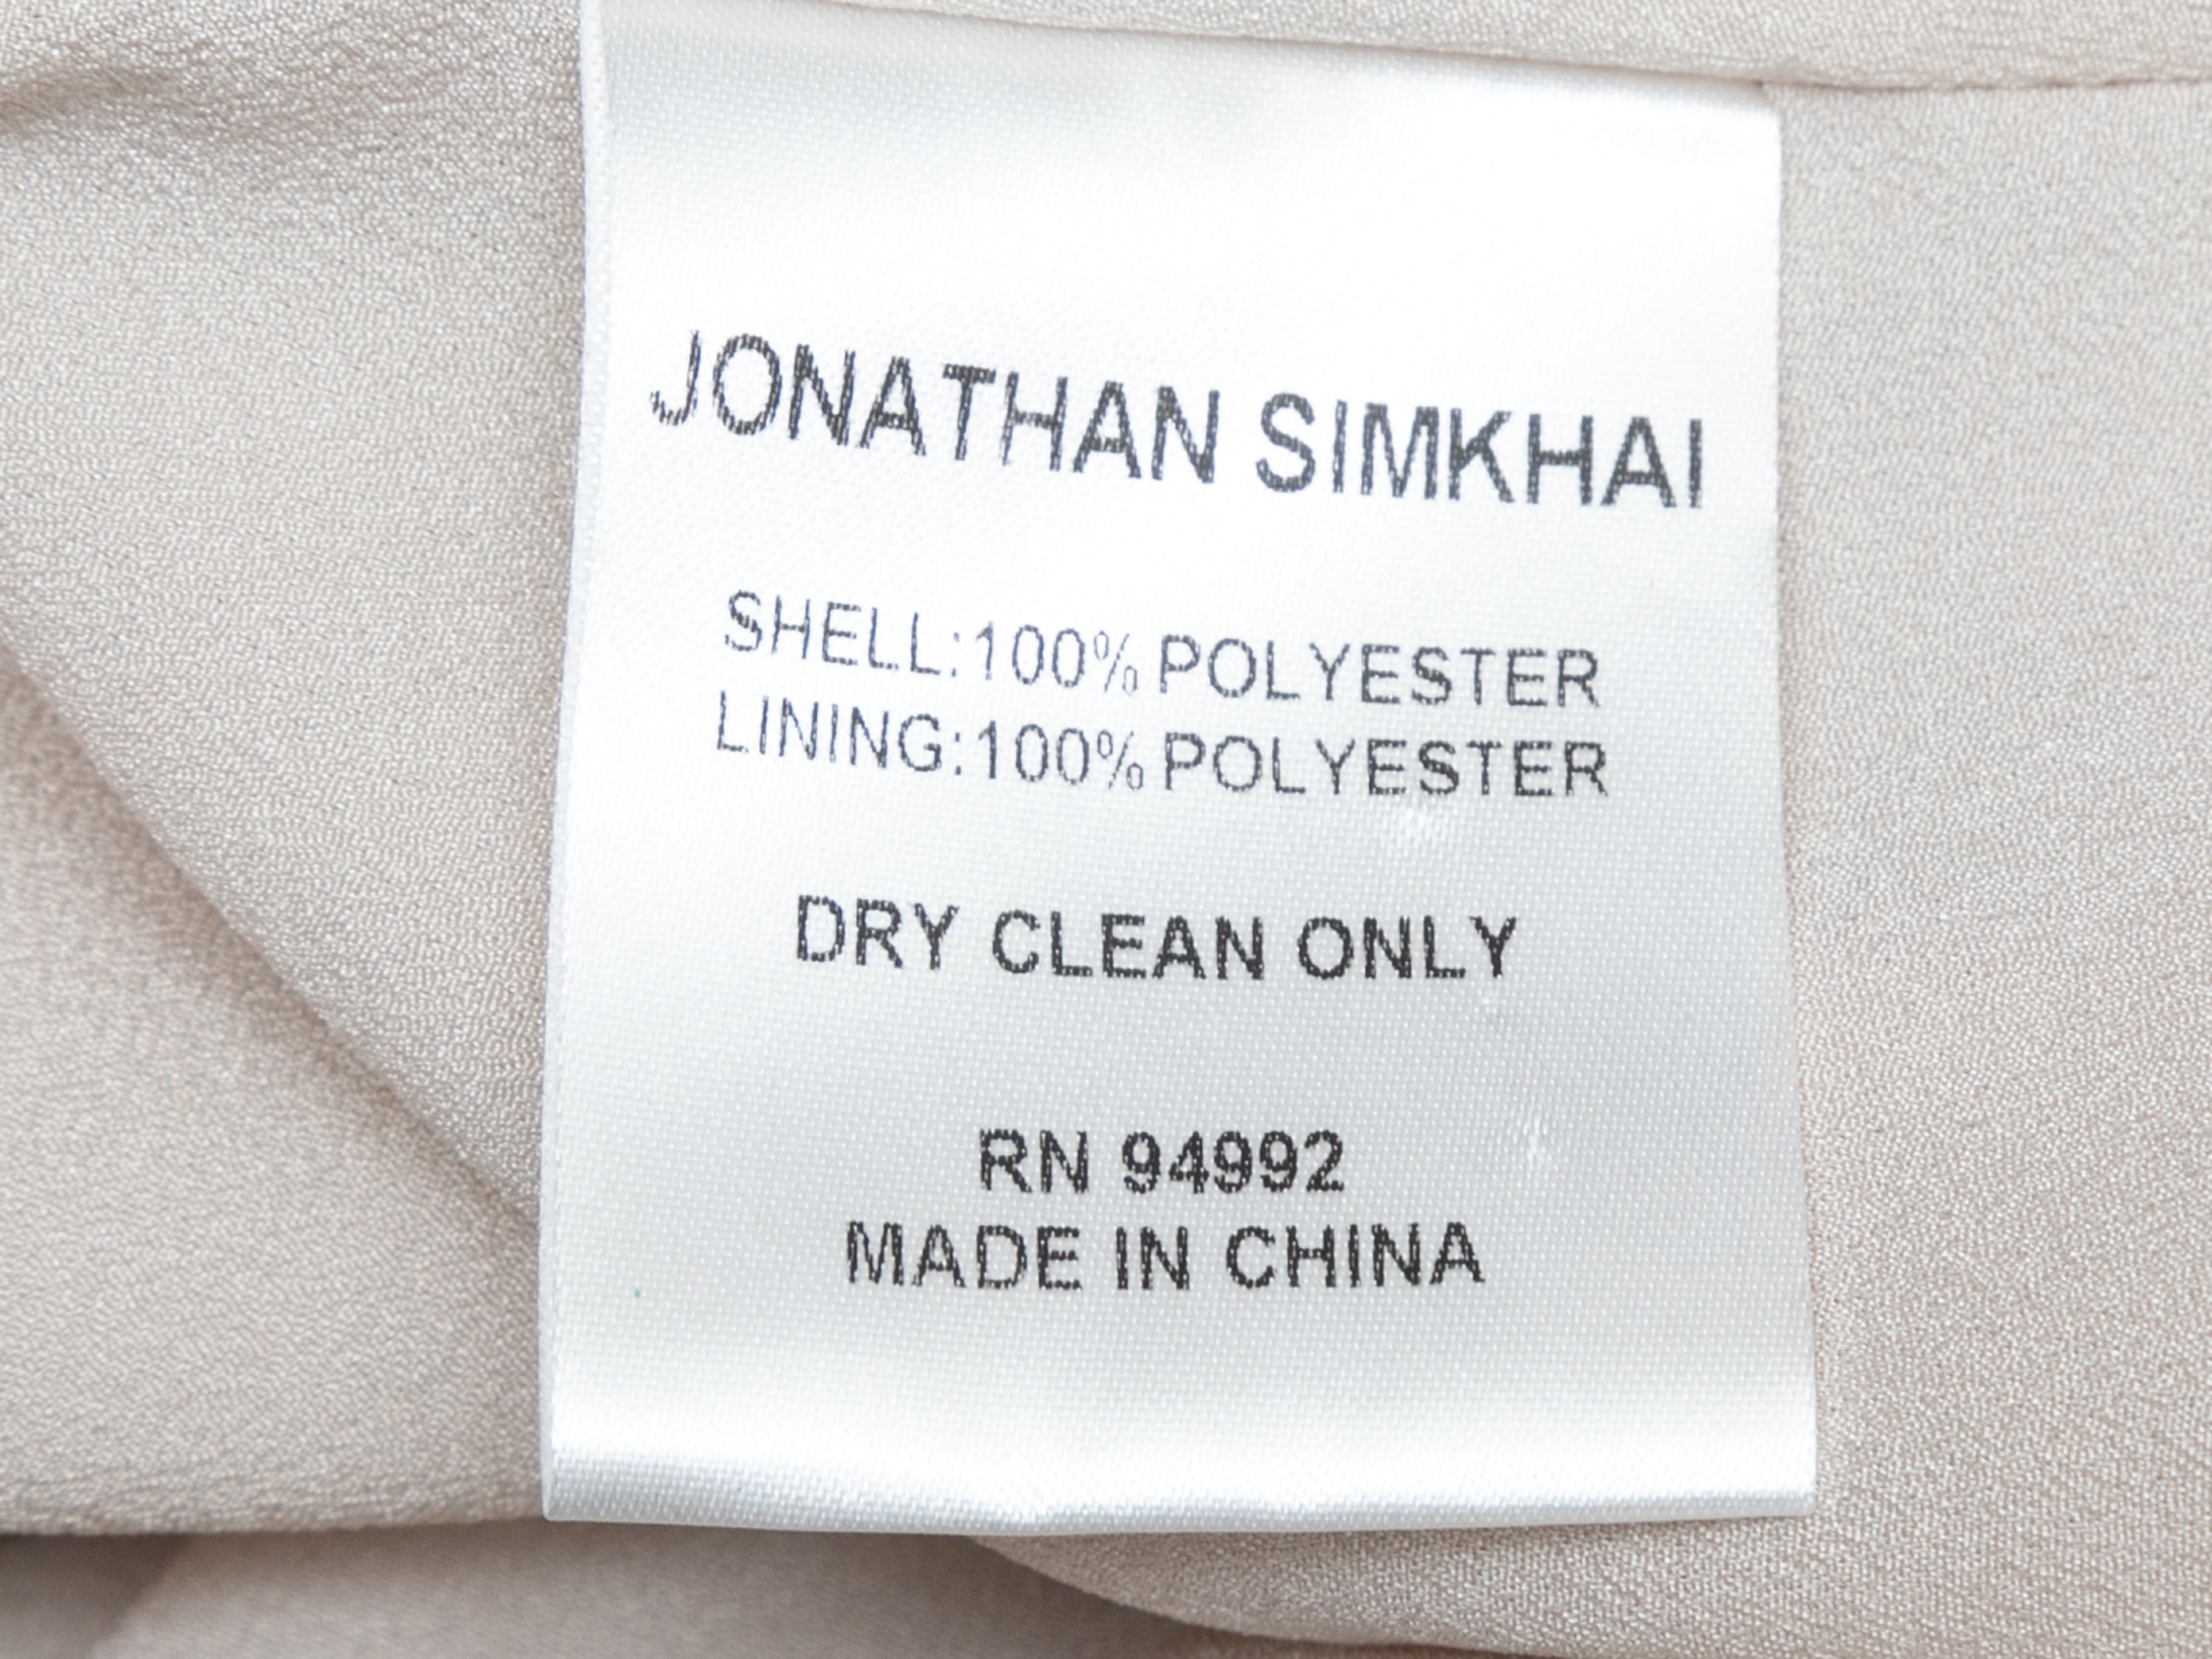 JONATHAN SIMKHAI
SHELL:100% POLYESTER
LINING:100% POLYESTER
DRY CLEAN ONLY
RN 94992
MADE IN CHINA